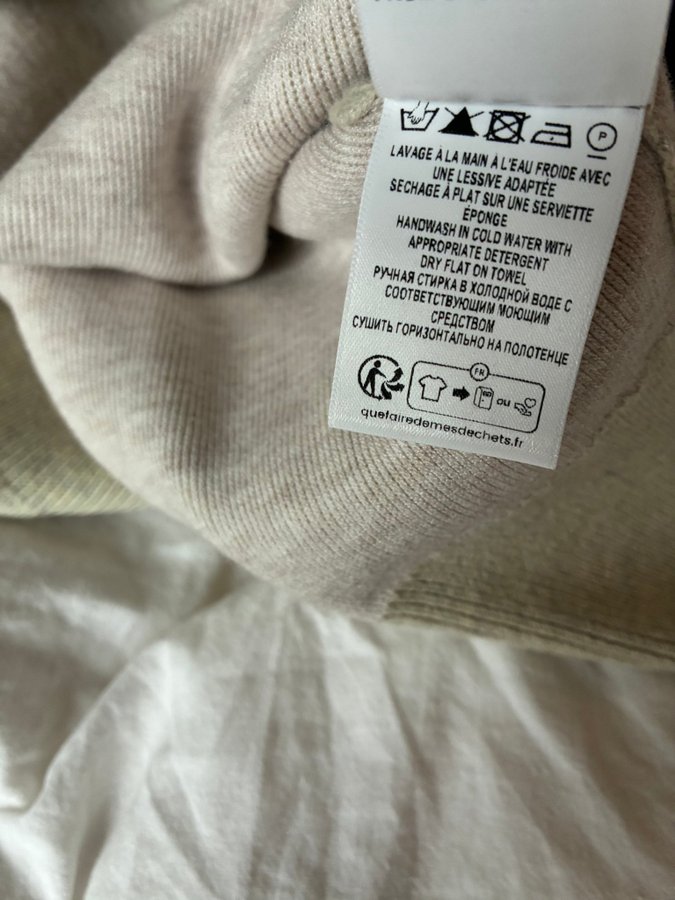 P
LAVAGE À LA MAIN À L'EAU FROIDE AVEC
UNE LESSIVE ADAPTÉE
SECHAGE À PLAT SUR UNE SERVIETTE
ÉPONGE
HANDWASH IN COLD WATER WITH
APPROPRIATE DETERGENT
DRY FLAT ON TOWEL
РУЧНАЯ СТИРКА В ХОЛОДНОЙ ВОДЕ С
СООТВЕТСТВУЮЩИМ МОЮЩИМ
СРЕДСТВОМ
СУШИТЬ ГОРИЗОНТАЛЬНО НА ПОЛОТЕНЦЕ
FR
OU
quefairedemesdechets.fr